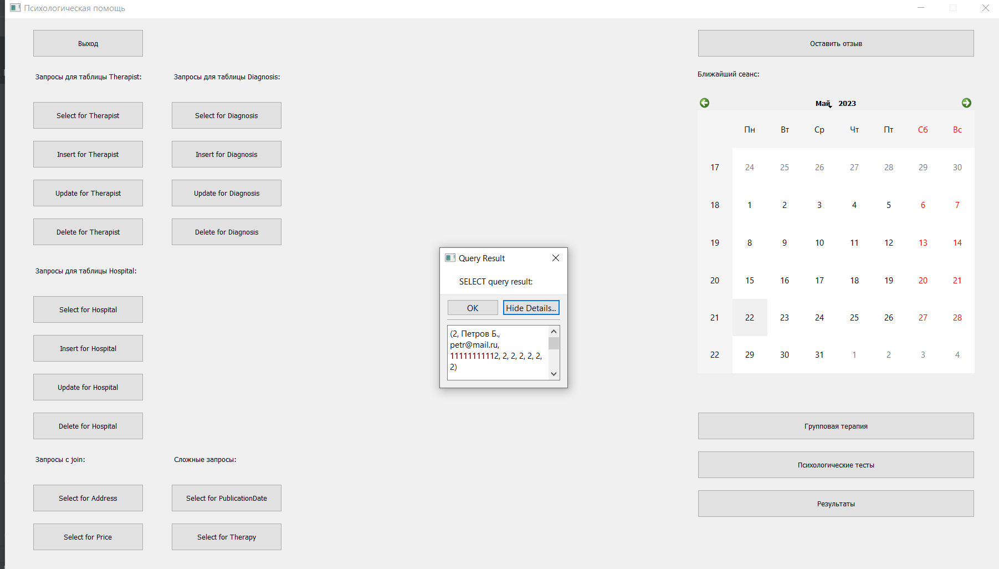 Психологическая помощь
Выход
Оставить отзыв
Запросы для таблицы Therapist:
Запросы для таблицы Diagnosis:
Select for Therapist
Select for Diagnosis
Insert for Therapist
Insert for Diagnosis
Update for Therapist
Update for Diagnosis
Delete for Therapist
Delete for Diagnosis
Запросы для таблицы Hospital:
Select for Hospital
Insert for Hospital
Update for Hospital
Delete for Hospital
Запросы с join:
Сложные запросы:
Select for Address
Select for PublicationDate
Select for Price
Select for Therapy
Query Result
SELECT query result:
OK
Hide Details...
(2, Петров Б.,
petr@mail.ru,
11111111112, 2, 2, 2, 2, 2,
2)
Ближайший сеанс:
Май 2023
Пн Вт Ср Чт Пт Сб Вс
17 24 25 26 27 28 29 30
18 1 2 3 4 5 6 7
19 8 9 10 11 12 13 14
20 15 16 17 18 19 20 21
21 22 23 24 25 26 27 28
22 29 30 31 1 2 3 4
Групповая терапия
Психологические тесты
Результаты